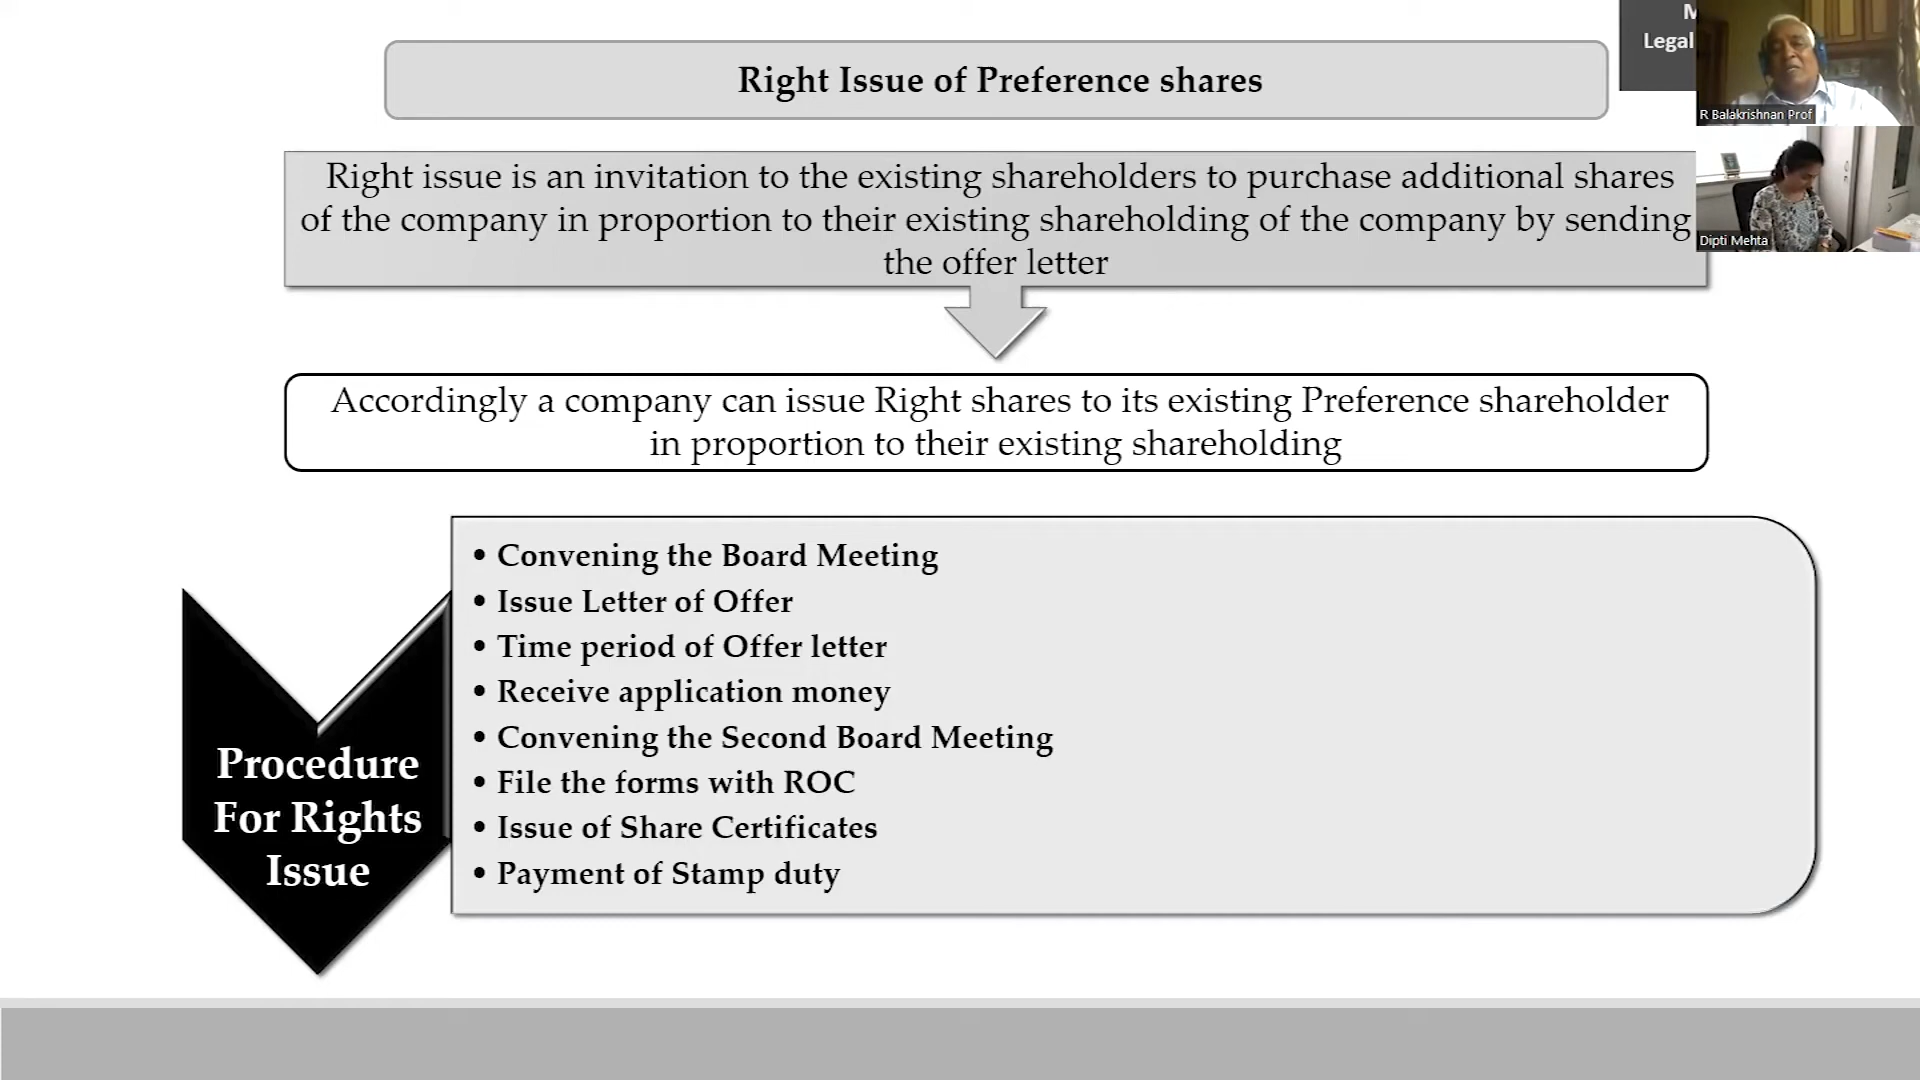 Right Issue of Preference shares
Legal
R Balakrishnan Prof
Right issue is an invitation to the existing shareholders to purchase additional shares
of the company in proportion to their existing shareholding of the company by sending
the offer letter
Dipti Mehta
Accordingly a company can issue Right shares to its existing Preference shareholder
in proportion to their existing shareholding
Procedure
For Rights
Issue
• Convening the Board Meeting
• Issue Letter of Offer
• Time period of Offer letter
• Receive application money
• Convening the Second Board Meeting
• File the forms with ROC
• Issue of Share Certificates
• Payment of Stamp duty